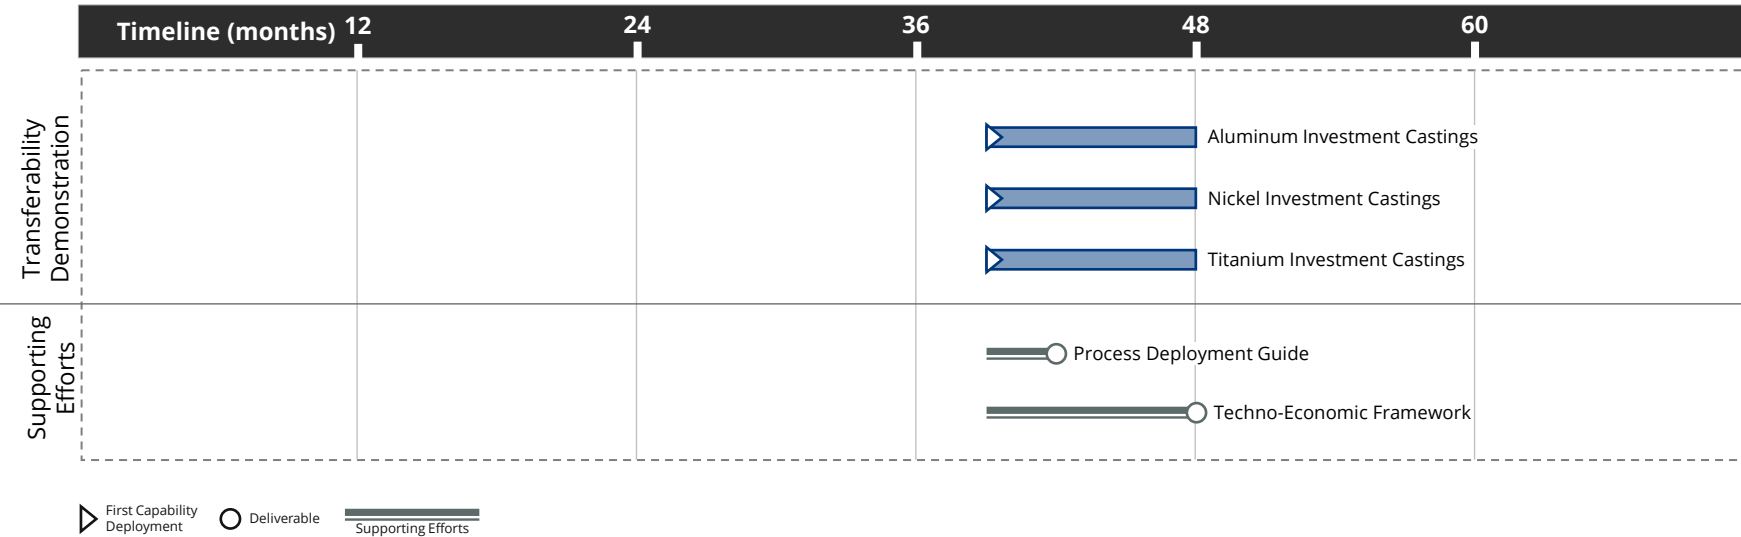 Timeline (months) 12 24 36 48 60
Transferability
Demonstration
Aluminum Investment Castings
Nickel Investment Castings
Titanium Investment Castings
Supporting
Efforts
Process Deployment Guide
Techno-Economic Framework
First Capability
Deployment
Deliverable
Supporting Efforts